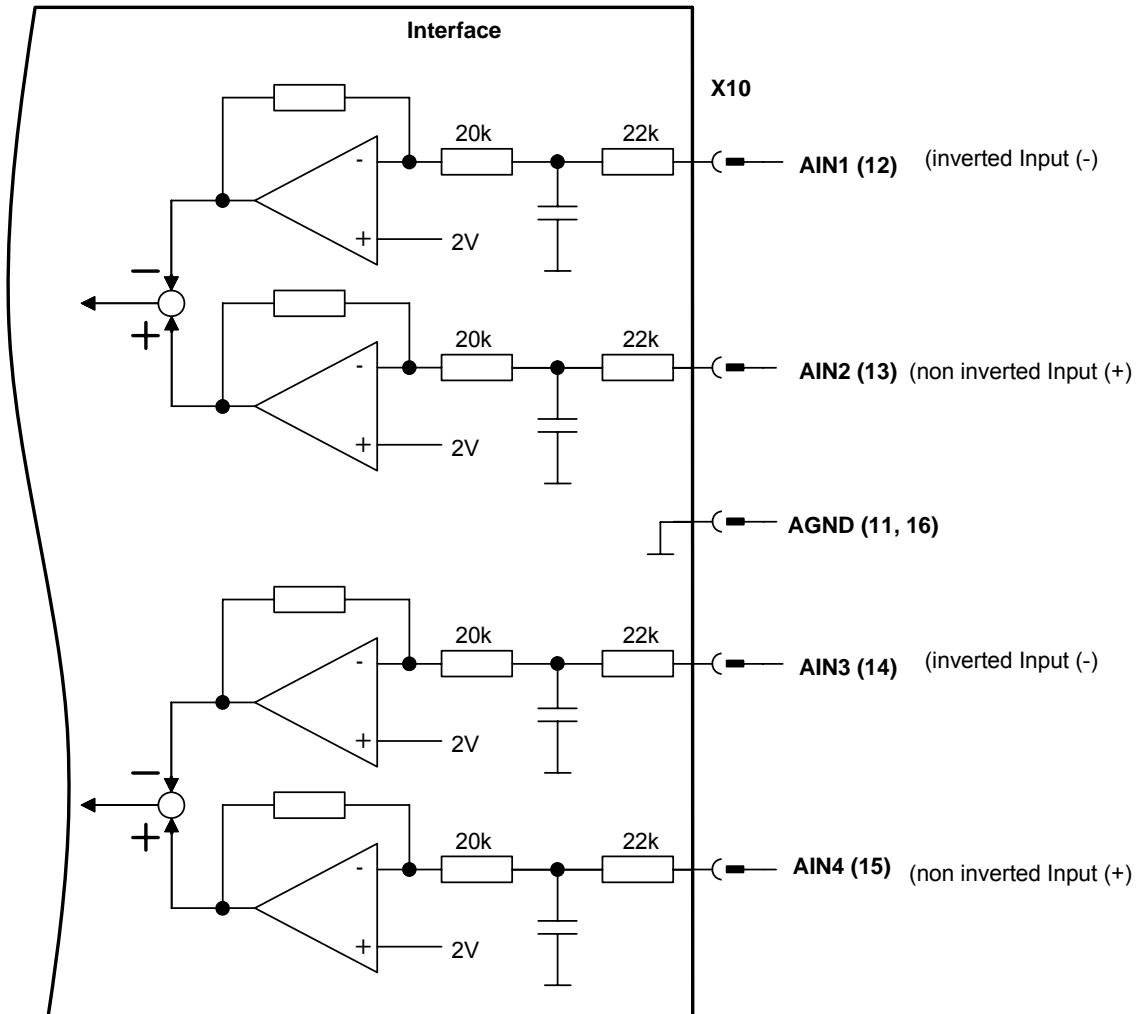 Interface
X10
20k
22k
-
AIN1 (12) (inverted Input (-)
+
2V
−
+
20k
22k
-
AIN2 (13) (non inverted Input (+)
+
2V
AGND (11, 16)
20k
22k
-
AIN3 (14) (inverted Input (-)
+
2V
−
+
20k
22k
-
AIN4 (15) (non inverted Input (+)
+
2V